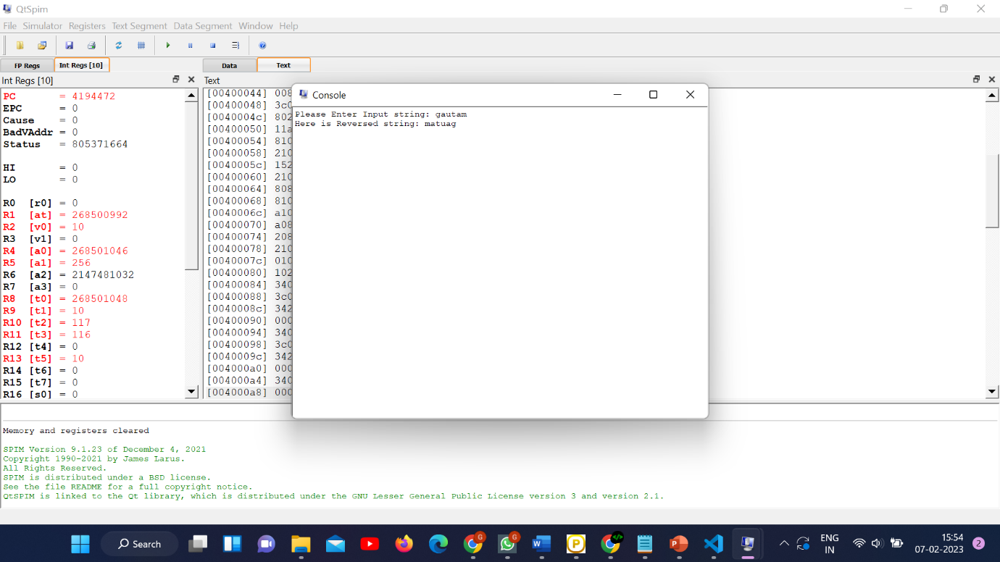 QtSpim
File Simulator Registers Text Segment Data Segment Window Help
FP Regs Int Regs [10] Data Text
Int Regs [10]
PC = 4194472
EPC = 0
Cause = 0
BadVAddr = 0
Status = 805371664
HI = 0
LO = 0
R0 [r0] = 0
R1 [at] = 268500992
R2 [v0] = 10
R3 [v1] = 0
R4 [a0] = 268501046
R5 [a1] = 256
R6 [a2] = 2147481032
R7 [a3] = 0
R8 [t0] = 268501048
R9 [t1] = 10
R10 [t2] = 117
R11 [t3] = 116
R12 [t4] = 0
R13 [t5] = 10
R14 [t6] = 0
R15 [t7] = 0
R16 [s0] = 0
Text
[00400044] 008
[00400048] 3c0
[0040004c] 802
[00400050] 11a
[00400054] 810
[00400058] 210
[0040005c] 152
[00400060] 210
[00400064] 808
[00400068] 810
[0040006c] a10
[00400070] a08
[00400074] 208
[00400078] 210
[0040007c] 010
[00400080] 102
[00400084] 340
[00400088] 3c0
[0040008c] 342
[00400090] 000
[00400094] 340
[00400098] 3c0
[0040009c] 342
[004000a0] 000
[004000a4] 340
[004000a8] 000
Console
Please Enter Input string: gautam
Here is Reversed string: matuag
Memory and registers cleared
SPIM Version 9.1.23 of December 4, 2021
Copyright 1990-2021 by James Larus.
All Rights Reserved.
SPIM is distributed under a BSD license.
See the file README for a full copyright notice.
QtSPIM is linked to the Qt library, which is distributed under the GNU Lesser General Public License version 3 and version 2.1.
Search
ENG
IN
15:54
07-02-2023
2